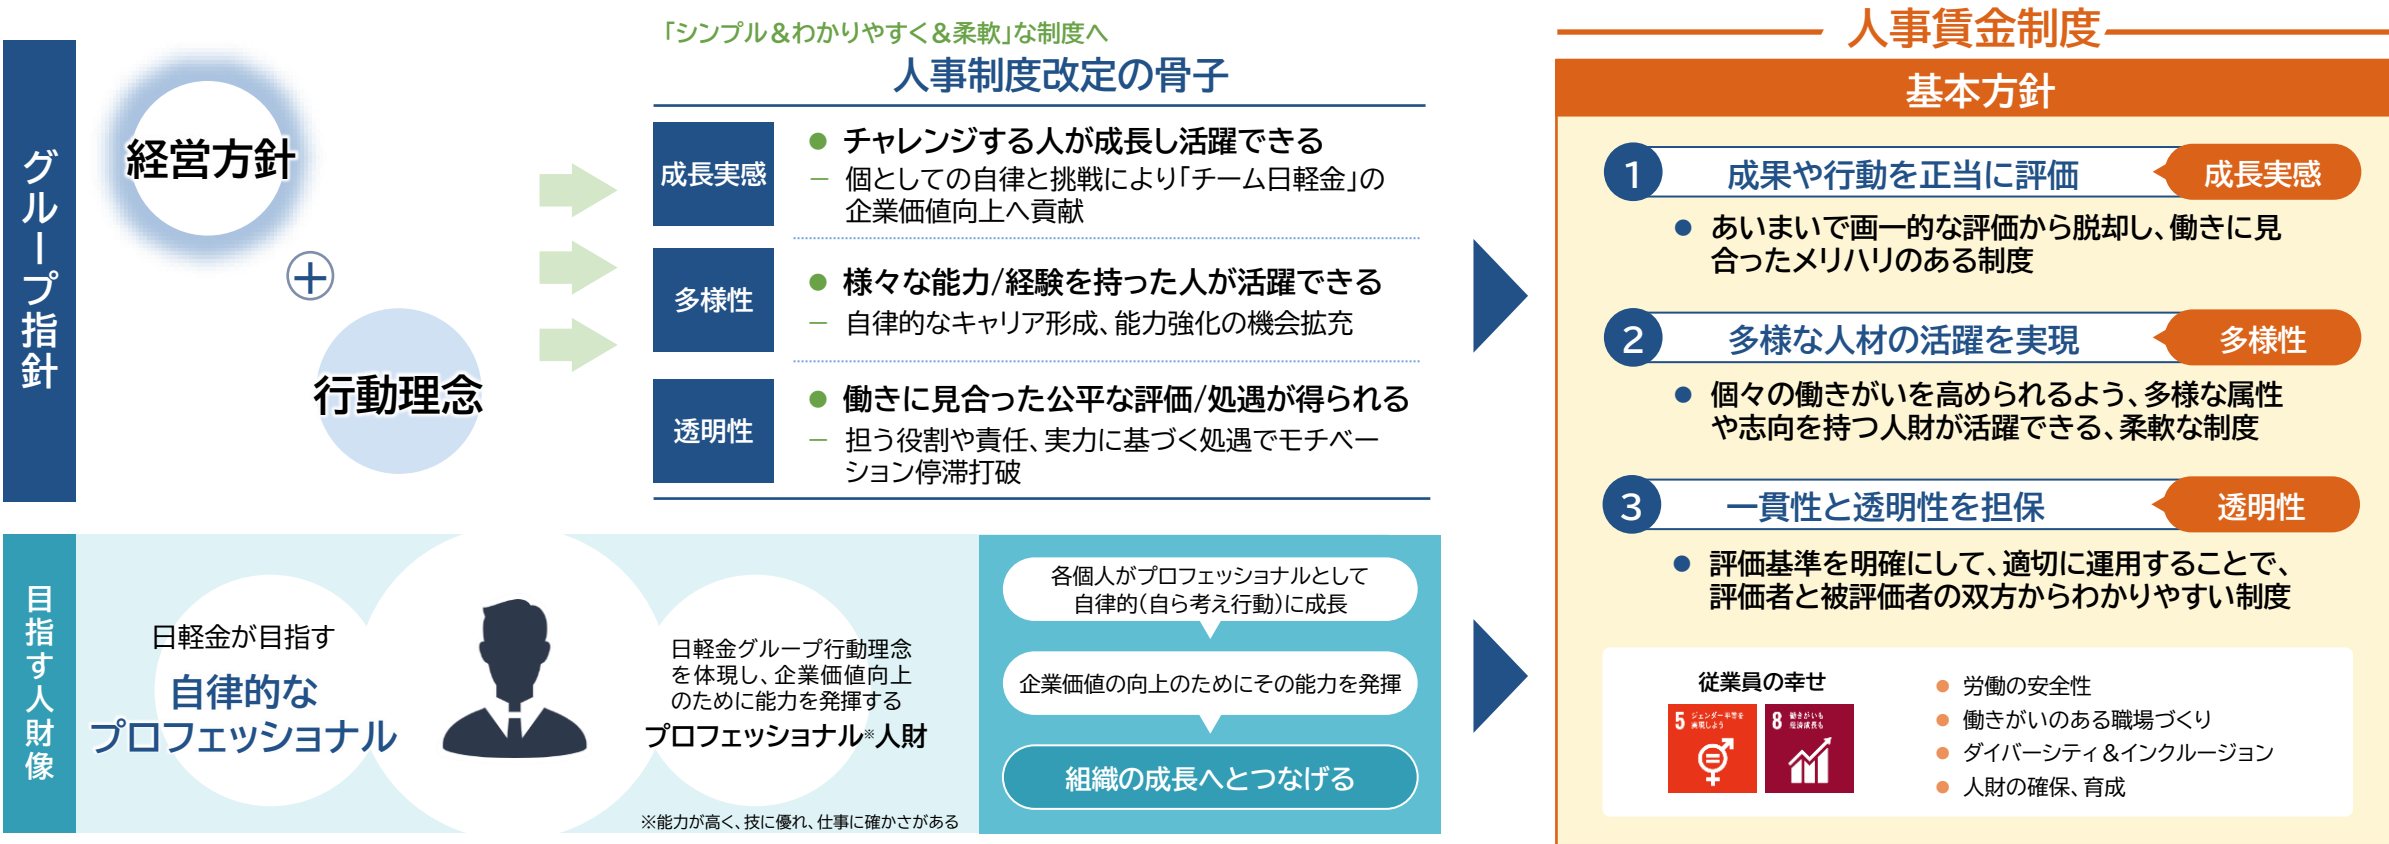 グループ指針
経営方針
＋
行動理念
「シンプル＆わかりやすく＆柔軟」な制度へ
人事制度改定の骨子
成長実感
● チャレンジする人が成長し活躍できる
－ 個としての自律と挑戦により「チーム日軽金」の
企業価値向上へ貢献
多様性
● 様々な能力/経験を持った人が活躍できる
－ 自律的なキャリア形成、能力強化の機会拡充
透明性
● 働きに見合った公平な評価/処遇が得られる
－ 担う役割や責任、実力に基づく処遇でモチベー
ション停滞打破
目指す人財像
日軽金が目指す
自律的な
プロフェッショナル
日軽金グループ行動理念
を体現し、企業価値向上
のために能力を発揮する
プロフェッショナル※人財
※能力が高く、技に優れ、仕事に確かさがある
各個人がプロフェッショナルとして
自律的（自ら考え行動）に成長
企業価値の向上のためにその能力を発揮
組織の成長へとつなげる
人事賃金制度
基本方針
1 成果や行動を正当に評価 成長実感
● あいまいで画一的な評価から脱却し、働きに見
合ったメリハリのある制度
2 多様な人材の活躍を実現 多様性
● 個々の働きがいを高められるよう、多様な属性
や志向を持つ人財が活躍できる、柔軟な制度
3 一貫性と透明性を担保 透明性
● 評価基準を明確にして、適切に運用することで、
評価者と被評価者の双方からわかりやすい制度
従業員の幸せ
5 ジェンダー平等を
実現しよう
8 働きがいも
経済成長も
● 労働の安全性
● 働きがいのある職場づくり
● ダイバーシティ＆インクルージョン
● 人財の確保、育成